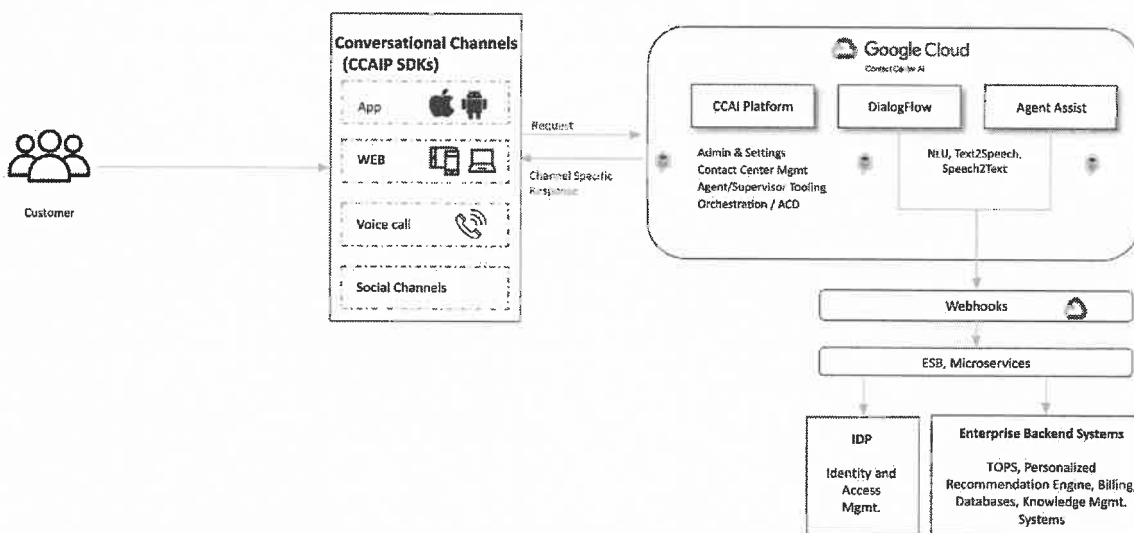 Customer
Conversational Channels
(CCAIP SDKs)
App
WEB
Voice call
Social Channels
Request
Channel Specific
Response
Google Cloud
Contact Center AI
CCAI Platform
DialogFlow
Agent Assist
Admin & Settings
Contact Center Mgmt
Agent/Supervisor Tooling
Orchestration / ACD
NLU, Text2Speech,
Speech2Text
Webhooks
ESB, Microservices
IDP
Identity and
Access
Mgmt.
Enterprise Backend Systems
TOPS, Personalized
Recommendation Engine, Billing,
Databases, Knowledge Mgmt.
Systems